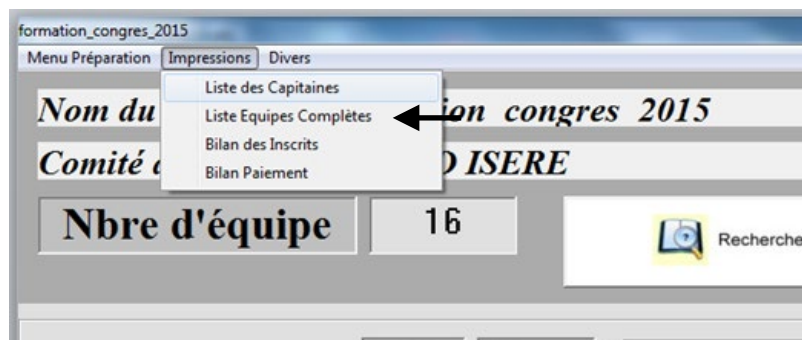 formation_congres_2015
Menu Préparation Impressions Divers
Liste des Capitaines
Nom du ion congres 2015
Liste Equipes Complètes
Bilan des Inscrits
Comité ISERE
Bilan Paiement
Nbre d'équipe 16
Recherche